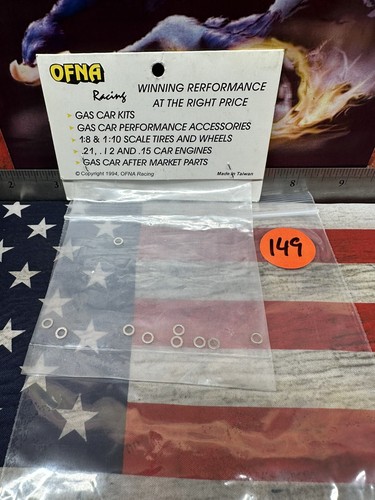 OFNA
Racing
WINNING RERFORMANCE
AT THE RIGHT PRICE
GAS CAR KITS
GAS CAR PERFORMANCE ACCESSORIES
1:8 & 1:10 SCALE TIRES AND WHEELS
.21, .12 AND .15 CAR ENGINES
GAS CAR AFTER MARKET PARTS
© Copyright 1994, OFNA Racing
Made in Taiwan
2 3 8 9
149